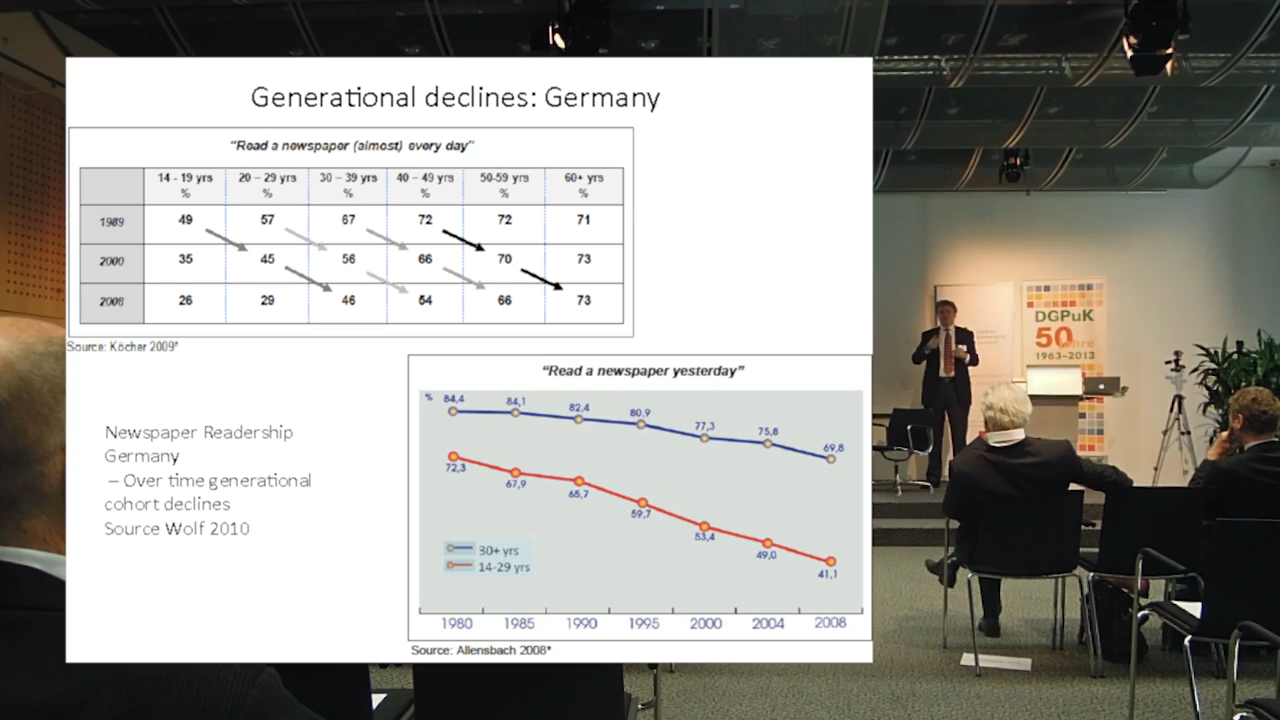 Generational declines: Germany
"Read a newspaper (almost) every day"
14 - 19 yrs % 20 – 29 yrs % 30 – 39 yrs % 40 – 49 yrs % 50-59 yrs % 60+ yrs %
1989 49 57 67 72 72 71
2000 35 45 56 66 70 73
2008 26 29 46 54 66 73
Source: Köcher 2009*
"Read a newspaper yesterday"
% 84,4 84,1 82,4 80,9 77,3 75,8 69,8
72,3 67,9 65,7 59,7 53,4 49,0 41,1
30+ yrs
14-29 yrs
1980 1985 1990 1995 2000 2004 2008
Source: Allensbach 2008*
Newspaper Readership
Germany
– Over time generational
cohort declines
Source Wolf 2010
DGPuK
50
Jahre
1963–2013